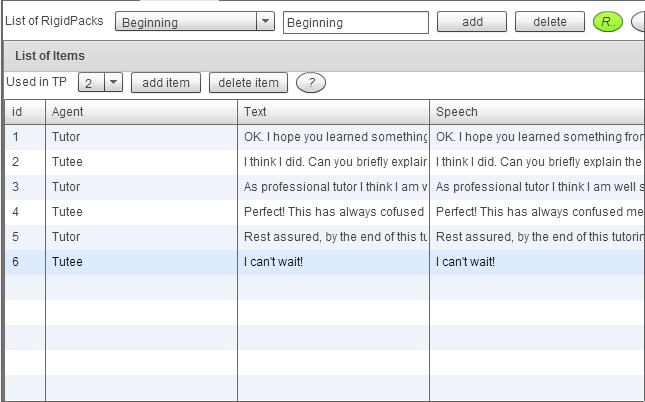 List of RigidPacks Beginning Beginning add delete R..
List of Items
Used in TP 2 add item delete item ?
id Agent Text Speech
1 Tutor OK. I hope you learned something OK. I hope you learned something from
2 Tutee I think I did. Can you briefly explain I think I did. Can you briefly explain the
3 Tutor As professional tutor I think I am As professional tutor I think I am well
4 Tutee Perfect! This has always cofused Perfect! This has always confused me
5 Tutor Rest assured, by the end of this Rest assured, by the end of this
6 Tutee I can't wait! I can't wait!